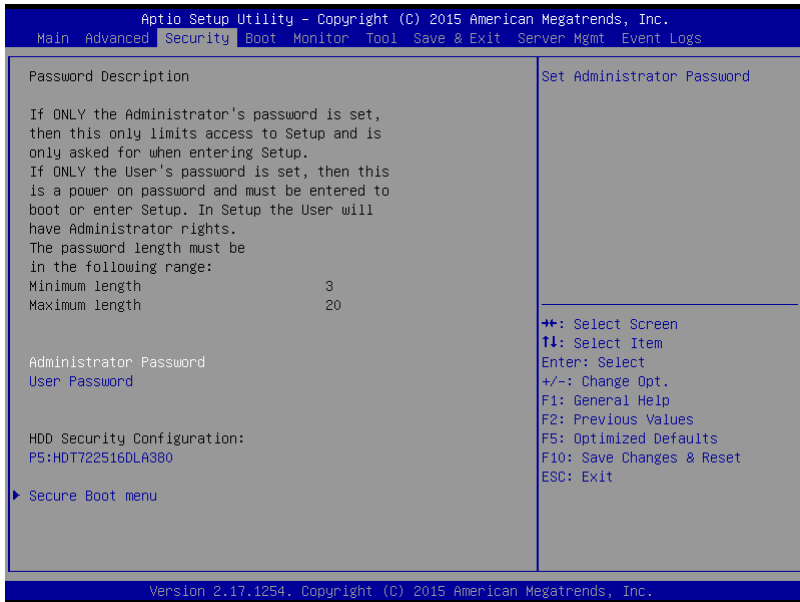 Aptio Setup Utility – Copyright (C) 2015 American Megatrends, Inc.
Main Advanced Security Boot Monitor Tool Save & Exit Server Mgmt Event Logs
Password Description
If ONLY the Administrator's password is set,
then this only limits access to Setup and is
only asked for when entering Setup.
If ONLY the User's password is set, then this
is a power on password and must be entered to
boot or enter Setup. In Setup the User will
have Administrator rights.
The password length must be
in the following range:
Minimum length 3
Maximum length 20
Administrator Password
User Password
HDD Security Configuration:
P5:HDT722516DLA380
Secure Boot menu
Set Administrator Password
→←: Select Screen
↑↓: Select Item
Enter: Select
+/-: Change Opt.
F1: General Help
F2: Previous Values
F5: Optimized Defaults
F10: Save Changes & Reset
ESC: Exit
Version 2.17.1254. Copyright (C) 2015 American Megatrends, Inc.